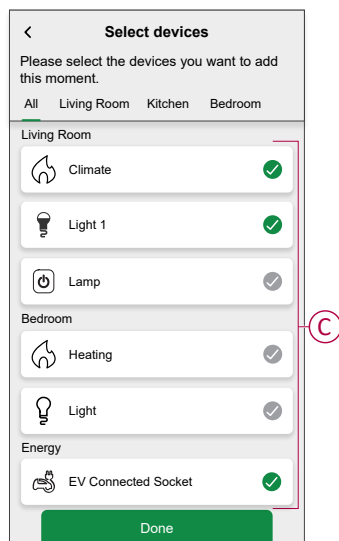 Select devices
Please select the devices you want to add
this moment.
All Living Room Kitchen Bedroom
Living Room
Climate
Light 1
Lamp
Bedroom
Heating
Light
Energy
EV Connected Socket
Done
C